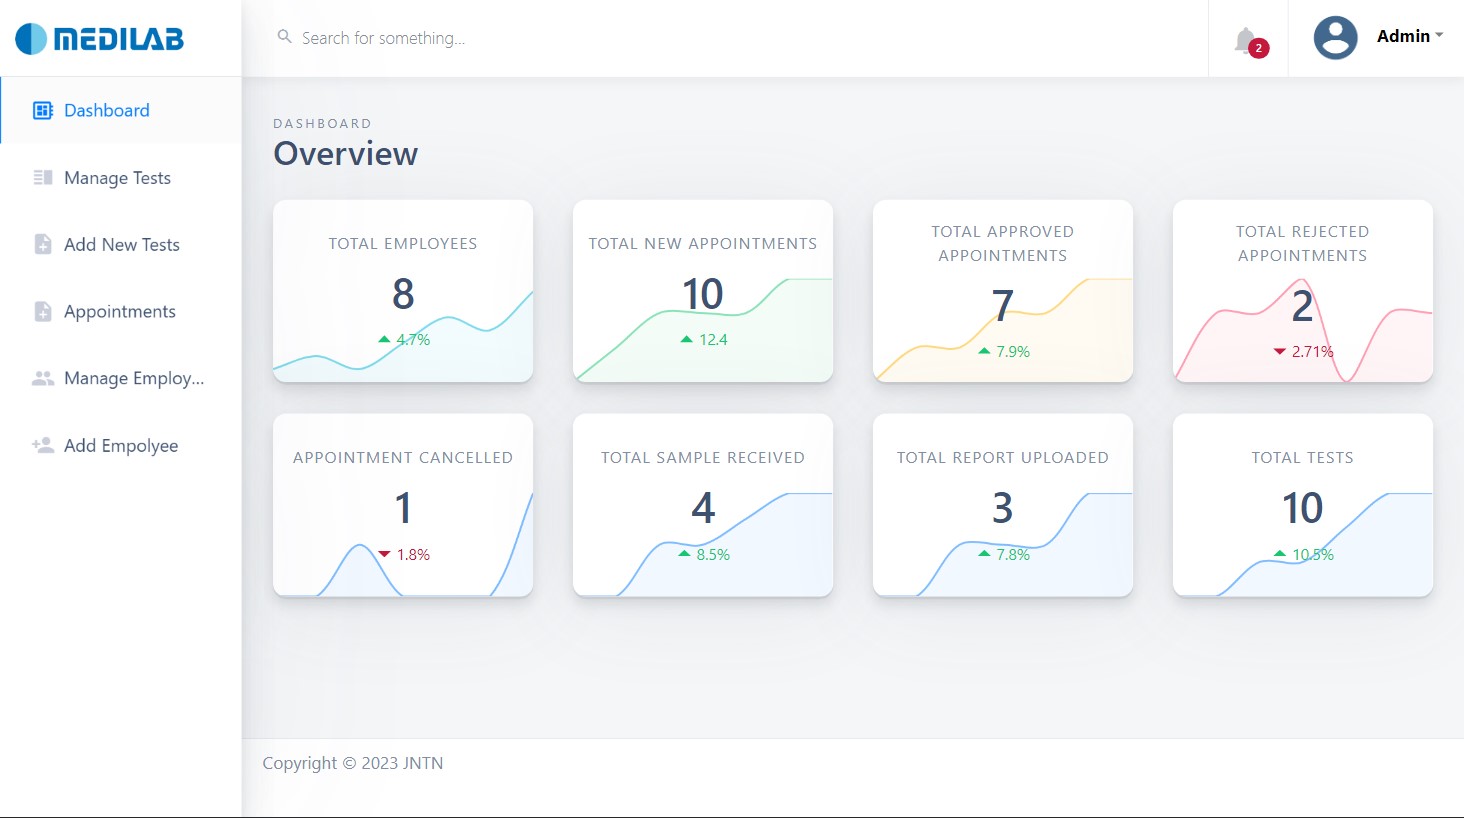 MEDILAB
Search for something...
2
Admin
Dashboard
Manage Tests
Add New Tests
Appointments
Manage Employ...
Add Empolyee
DASHBOARD
Overview
TOTAL EMPLOYEES
8
4.7%
TOTAL NEW APPOINTMENTS
10
12.4
TOTAL APPROVED
APPOINTMENTS
7
7.9%
TOTAL REJECTED
APPOINTMENTS
2
2.71%
APPOINTMENT CANCELLED
1
1.8%
TOTAL SAMPLE RECEIVED
4
8.5%
TOTAL REPORT UPLOADED
3
7.8%
TOTAL TESTS
10
10.5%
Copyright © 2023 JNTN